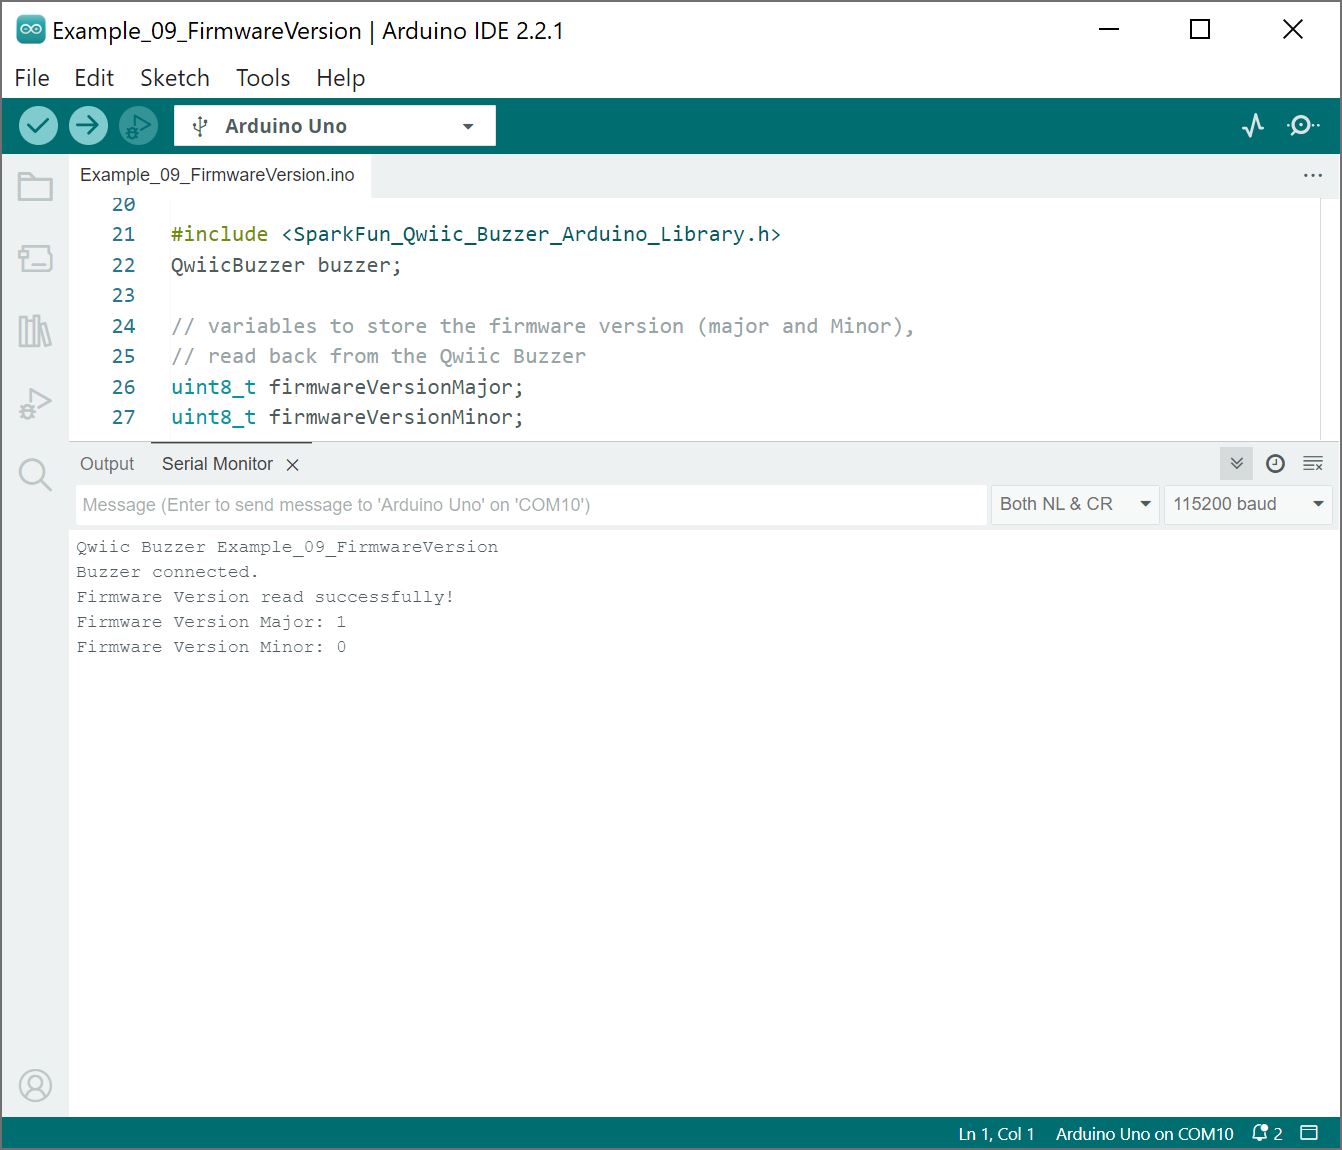 Example_09_FirmwareVersion | Arduino IDE 2.2.1
File Edit Sketch Tools Help
Arduino Uno
Example_09_FirmwareVersion.ino
20
21 #include <SparkFun_Qwiic_Buzzer_Arduino_Library.h>
22 QwiicBuzzer buzzer;
23
24 // variables to store the firmware version (major and Minor),
25 // read back from the Qwiic Buzzer
26 uint8_t firmwareVersionMajor;
27 uint8_t firmwareVersionMinor;
Output Serial Monitor
Message (Enter to send message to 'Arduino Uno' on 'COM10') Both NL & CR 115200 baud
Qwiic Buzzer Example_09_FirmwareVersion
Buzzer connected.
Firmware Version read successfully!
Firmware Version Major: 1
Firmware Version Minor: 0
Ln 1, Col 1 Arduino Uno on COM10 2